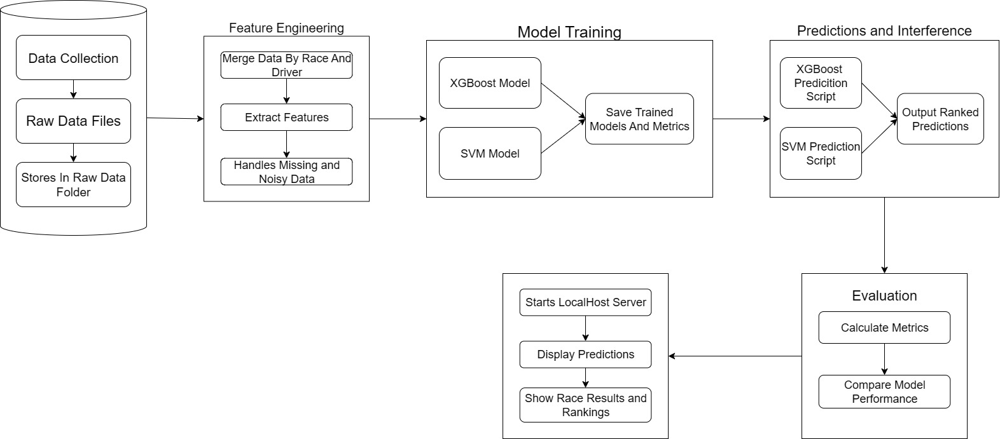 Data Collection
Raw Data Files
Stores In Raw Data
Folder
Feature Engineering
Merge Data By Race And
Driver
Extract Features
Handles Missing and
Noisy Data
Model Training
XGBoost Model
SVM Model
Save Trained
Models And Metrics
Predictions and Interference
XGBoost
Predicition
Script
SVM Prediction
Script
Output Ranked
Predictions
Evaluation
Calculate Metrics
Compare Model
Performance
Starts LocalHost Server
Display Predictions
Show Race Results and
Rankings